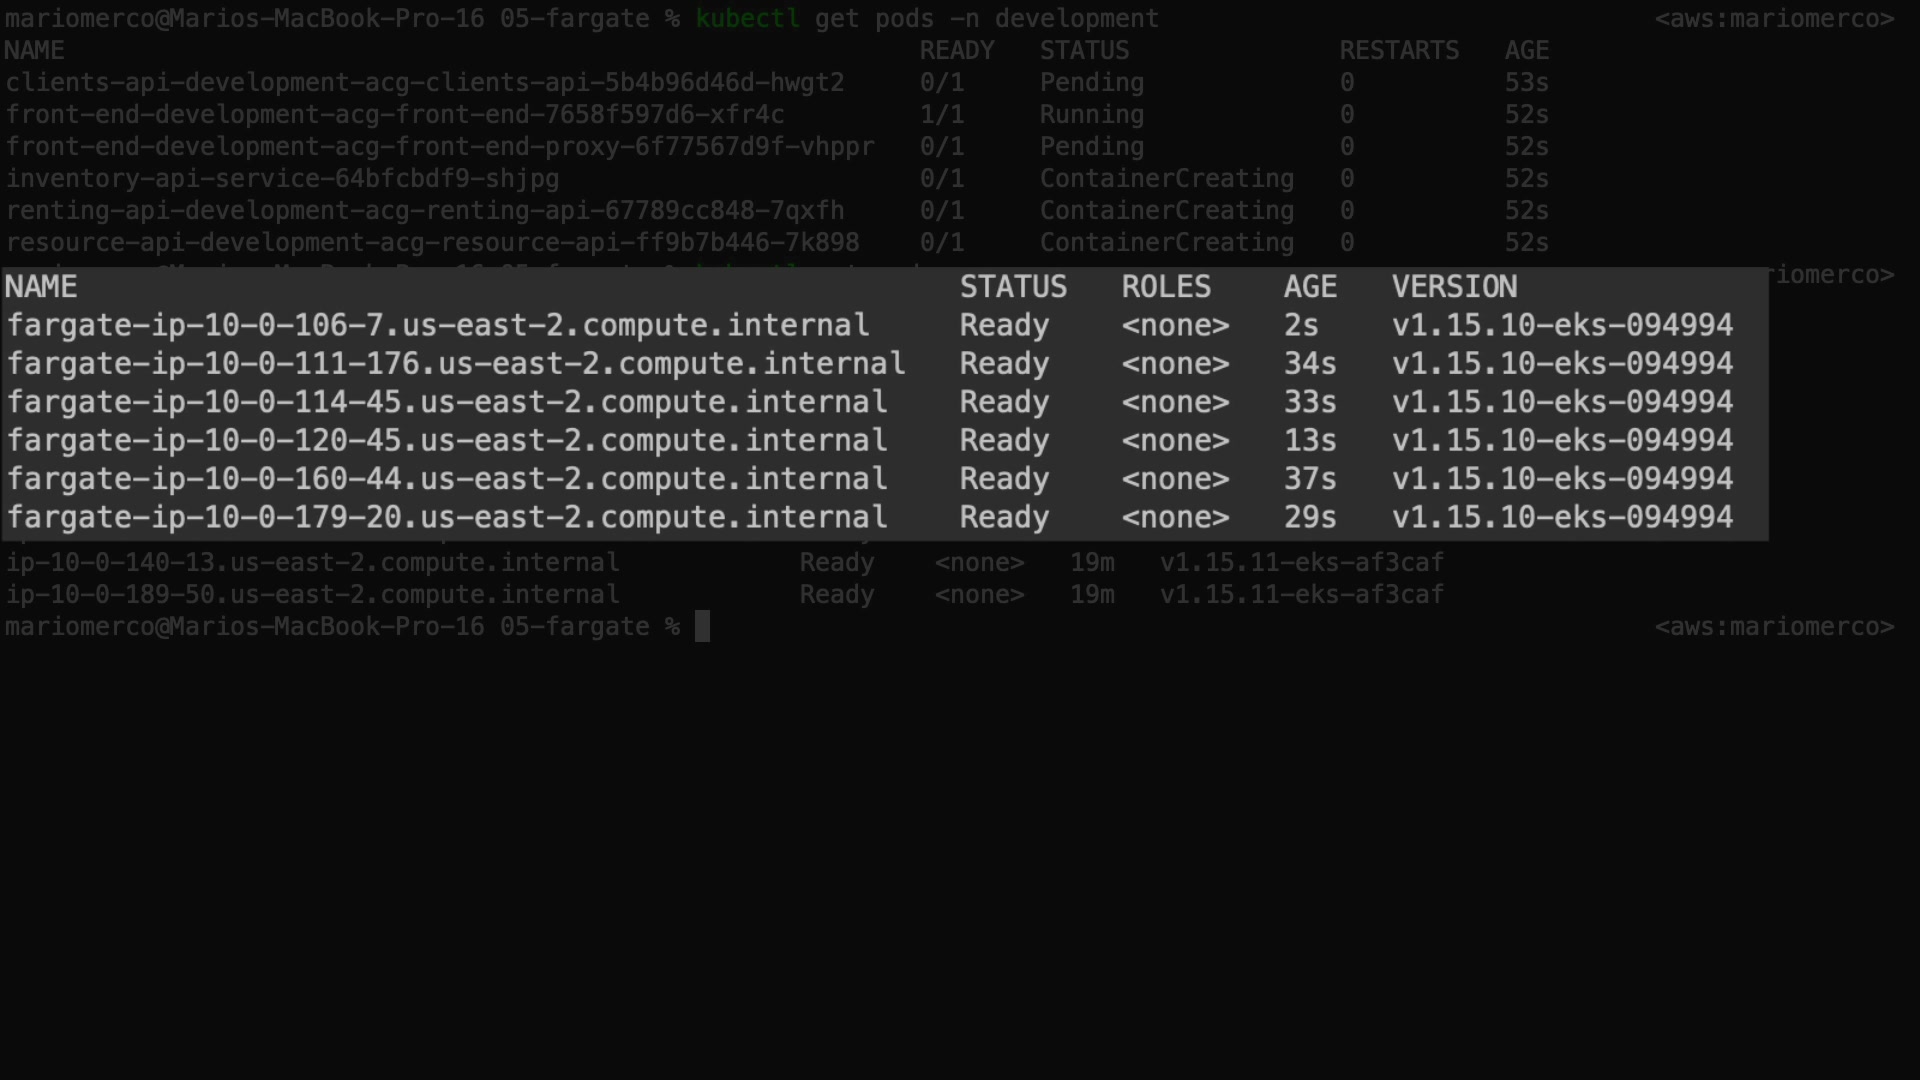 mariomerco@Marios-MacBook-Pro-16 05-fargate % kubectl get pods -n development <aws:mariomerco>
NAME READY STATUS RESTARTS AGE
clients-api-development-acg-clients-api-5b4b96d46d-hwgt2 0/1 Pending 0 53s
front-end-development-acg-front-end-7658f597d6-xfr4c 1/1 Running 0 52s
front-end-development-acg-front-end-proxy-6f77567d9f-vhppr 0/1 Pending 0 52s
inventory-api-service-64bfcbdf9-shjpg 0/1 ContainerCreating 0 52s
renting-api-development-acg-renting-api-67789cc848-7qxfh 0/1 ContainerCreating 0 52s
resource-api-development-acg-resource-api-ff9b7b446-7k898 0/1 ContainerCreating 0 52s
riomerco>
NAME STATUS ROLES AGE VERSION
fargate-ip-10-0-106-7.us-east-2.compute.internal Ready <none> 2s v1.15.10-eks-094994
fargate-ip-10-0-111-176.us-east-2.compute.internal Ready <none> 34s v1.15.10-eks-094994
fargate-ip-10-0-114-45.us-east-2.compute.internal Ready <none> 33s v1.15.10-eks-094994
fargate-ip-10-0-120-45.us-east-2.compute.internal Ready <none> 13s v1.15.10-eks-094994
fargate-ip-10-0-160-44.us-east-2.compute.internal Ready <none> 37s v1.15.10-eks-094994
fargate-ip-10-0-179-20.us-east-2.compute.internal Ready <none> 29s v1.15.10-eks-094994
ip-10-0-140-13.us-east-2.compute.internal Ready <none> 19m v1.15.11-eks-af3caf
ip-10-0-189-50.us-east-2.compute.internal Ready <none> 19m v1.15.11-eks-af3caf
mariomerco@Marios-MacBook-Pro-16 05-fargate % <aws:mariomerco>